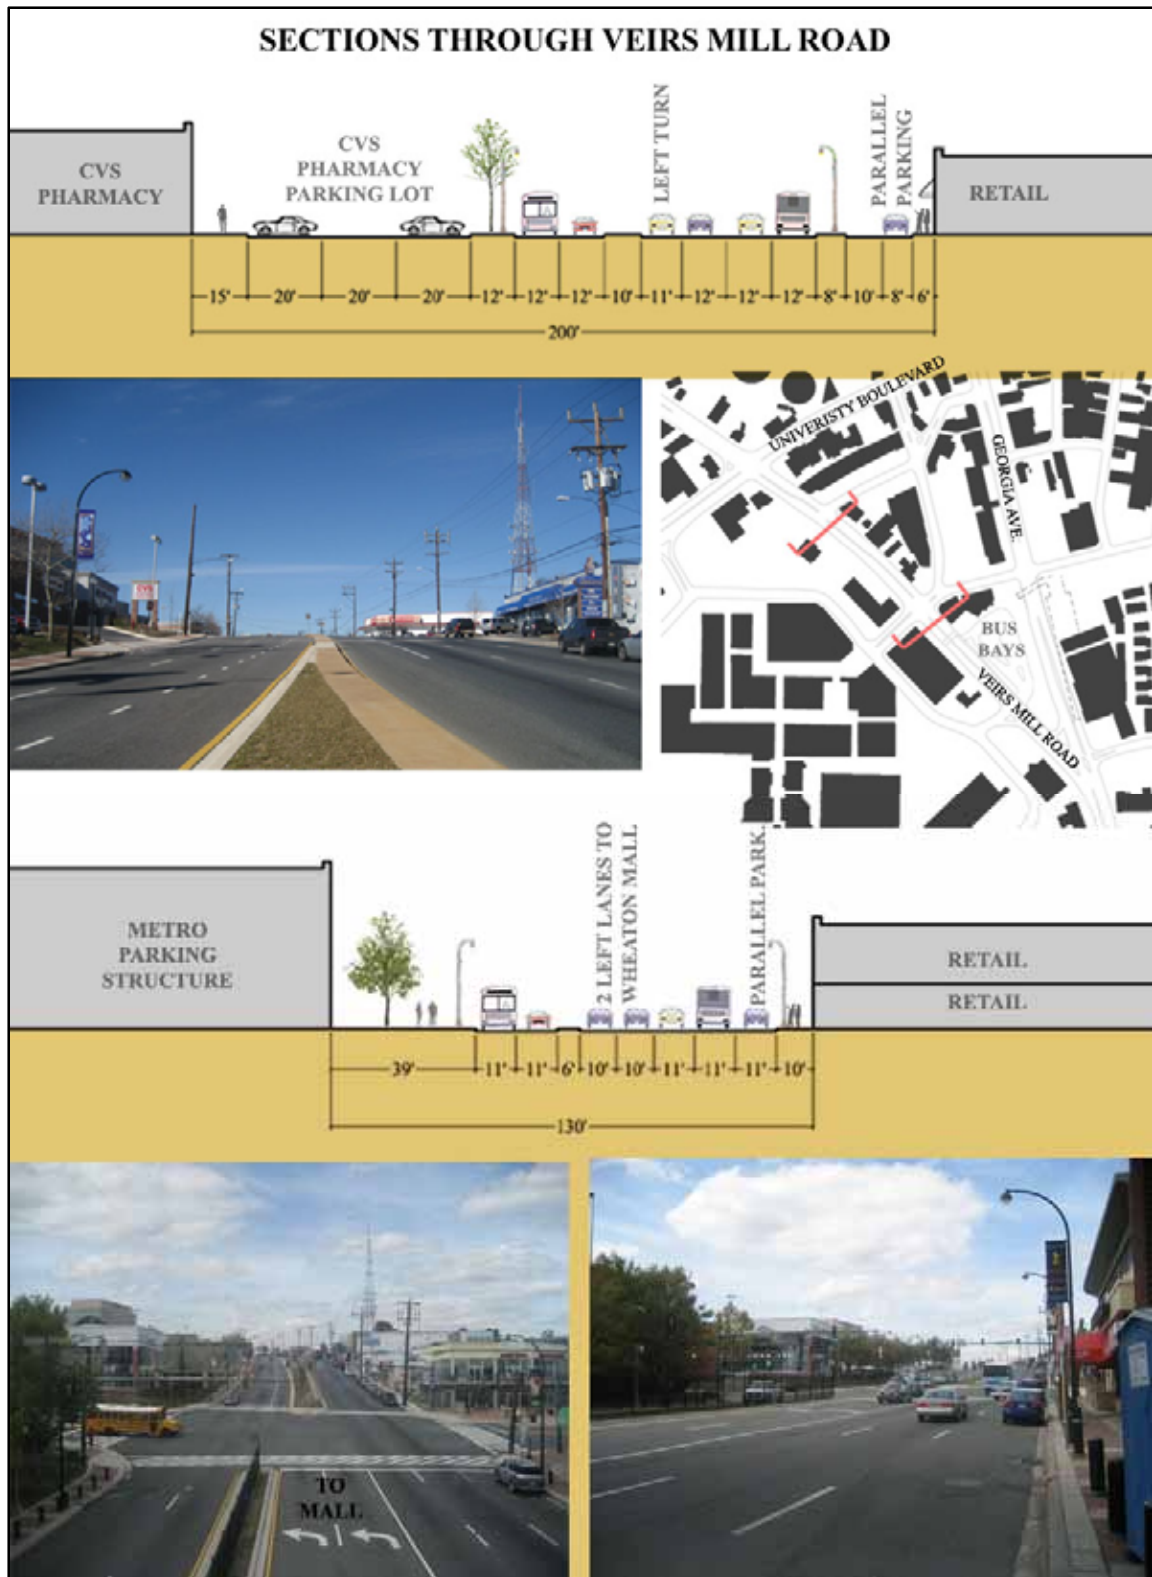 SECTIONS THROUGH VEIRS MILL ROAD
CVS
PHARMACY
CVS
PHARMACY
PARKING LOT
LEFT TURN
PARALLEL
PARKING
RETAIL
15' 20' 20' 20' 12' 12' 12' 10' 11' 12' 12' 12' 8' 10' 8' 6'
200'
CVS
UNIVERISTY BOULEVARD
GEORGIA AVE.
BUS
BAYS
VEIRS MILL ROAD
METRO
PARKING
STRUCTURE
2 LEFT LANES TO
WHEATON MALL
PARALLEL PARK.
RETAIL
RETAIL
39' 11' 11' 6' 10' 10' 11' 11' 11' 10'
130'
TO
MALL